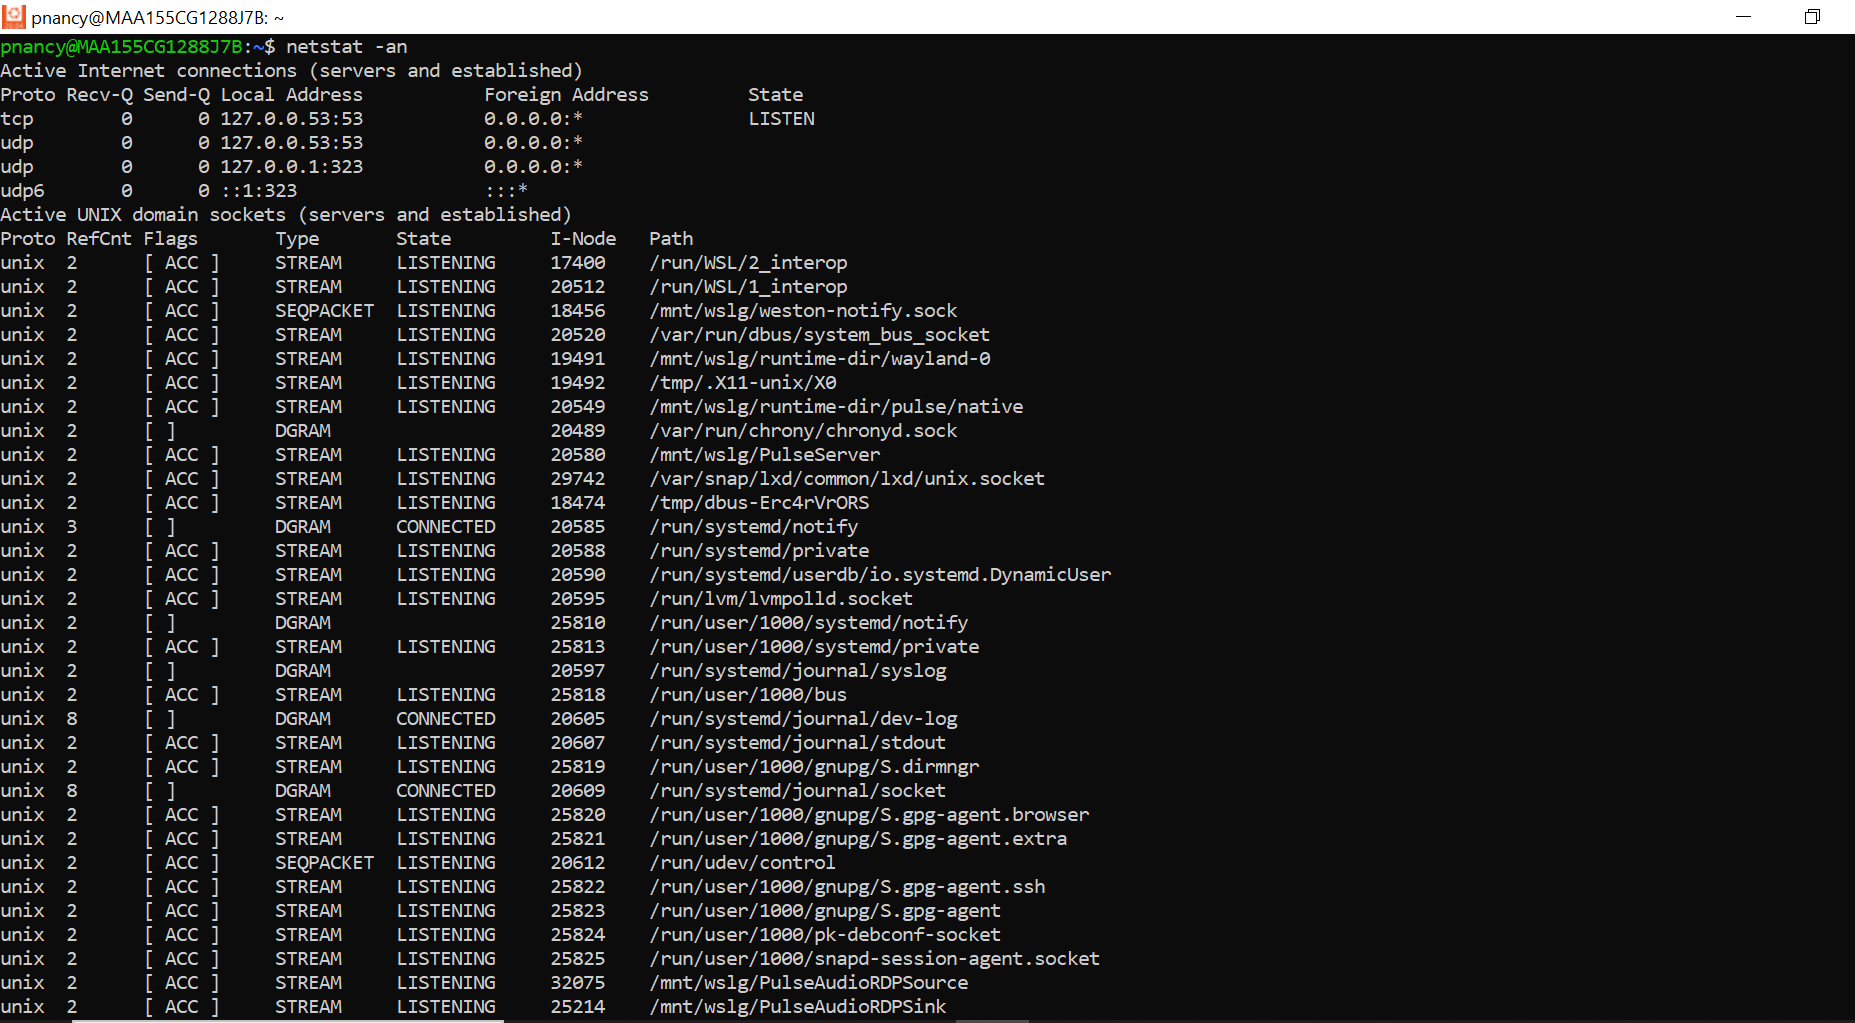 pnancy@MAA155CG1288J7B: ~
pnancy@MAA155CG1288J7B:~$ netstat -an
Active Internet connections (servers and established)
Proto Recv-Q Send-Q Local Address           Foreign Address         State
tcp        0      0 127.0.0.53:53           0.0.0.0:*               LISTEN
udp        0      0 127.0.0.53:53           0.0.0.0:*
udp        0      0 127.0.0.1:323           0.0.0.0:*
udp6       0      0 ::1:323                 :::*
Active UNIX domain sockets (servers and established)
Proto RefCnt Flags       Type       State         I-Node   Path
unix  2      [ ACC ]     STREAM     LISTENING     17400    /run/WSL/2_interop
unix  2      [ ACC ]     STREAM     LISTENING     20512    /run/WSL/1_interop
unix  2      [ ACC ]     SEQPACKET  LISTENING     18456    /mnt/wslg/weston-notify.sock
unix  2      [ ACC ]     STREAM     LISTENING     20520    /var/run/dbus/system_bus_socket
unix  2      [ ACC ]     STREAM     LISTENING     19491    /mnt/wslg/runtime-dir/wayland-0
unix  2      [ ACC ]     STREAM     LISTENING     19492    /tmp/.X11-unix/X0
unix  2      [ ACC ]     STREAM     LISTENING     20549    /mnt/wslg/runtime-dir/pulse/native
unix  2      [ ]         DGRAM                    20489    /var/run/chrony/chronyd.sock
unix  2      [ ACC ]     STREAM     LISTENING     20580    /mnt/wslg/PulseServer
unix  2      [ ACC ]     STREAM     LISTENING     29742    /var/snap/lxd/common/lxd/unix.socket
unix  2      [ ACC ]     STREAM     LISTENING     18474    /tmp/dbus-Erc4rVrORS
unix  3      [ ]         DGRAM      CONNECTED     20585    /run/systemd/notify
unix  2      [ ACC ]     STREAM     LISTENING     20588    /run/systemd/private
unix  2      [ ACC ]     STREAM     LISTENING     20590    /run/systemd/userdb/io.systemd.DynamicUser
unix  2      [ ACC ]     STREAM     LISTENING     20595    /run/lvm/lvmpolld.socket
unix  2      [ ]         DGRAM                    25810    /run/user/1000/systemd/notify
unix  2      [ ACC ]     STREAM     LISTENING     25813    /run/user/1000/systemd/private
unix  2      [ ]         DGRAM                    20597    /run/systemd/journal/syslog
unix  2      [ ACC ]     STREAM     LISTENING     25818    /run/user/1000/bus
unix  8      [ ]         DGRAM      CONNECTED     20605    /run/systemd/journal/dev-log
unix  2      [ ACC ]     STREAM     LISTENING     20607    /run/systemd/journal/stdout
unix  2      [ ACC ]     STREAM     LISTENING     25819    /run/user/1000/gnupg/S.dirmngr
unix  8      [ ]         DGRAM      CONNECTED     20609    /run/systemd/journal/socket
unix  2      [ ACC ]     STREAM     LISTENING     25820    /run/user/1000/gnupg/S.gpg-agent.browser
unix  2      [ ACC ]     STREAM     LISTENING     25821    /run/user/1000/gnupg/S.gpg-agent.extra
unix  2      [ ACC ]     SEQPACKET  LISTENING     20612    /run/udev/control
unix  2      [ ACC ]     STREAM     LISTENING     25822    /run/user/1000/gnupg/S.gpg-agent.ssh
unix  2      [ ACC ]     STREAM     LISTENING     25823    /run/user/1000/gnupg/S.gpg-agent
unix  2      [ ACC ]     STREAM     LISTENING     25824    /run/user/1000/pk-debconf-socket
unix  2      [ ACC ]     STREAM     LISTENING     25825    /run/user/1000/snapd-session-agent.socket
unix  2      [ ACC ]     STREAM     LISTENING     32075    /mnt/wslg/PulseAudioRDPSource
unix  2      [ ACC ]     STREAM     LISTENING     25214    /mnt/wslg/PulseAudioRDPSink